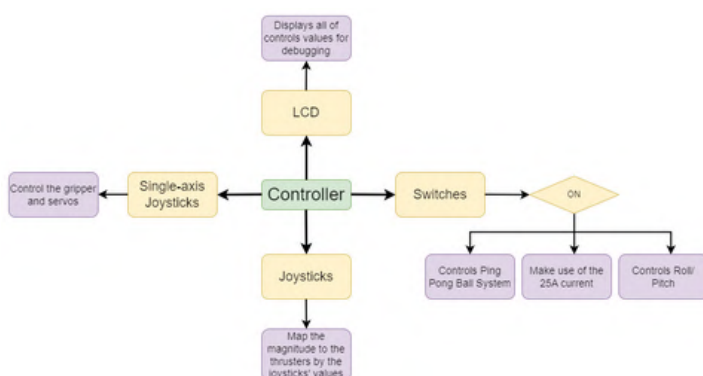 Displays all of
controls values for
debugging
LCD
Control the gripper
and servos
Single-axis
Joysticks
Controller
Switches
ON
Joysticks
Controls Ping
Pong Ball System
Make use of the
25A current
Controls Roll/
Pitch
Map the
magnitude to the
thrusters by the
joysticks' values